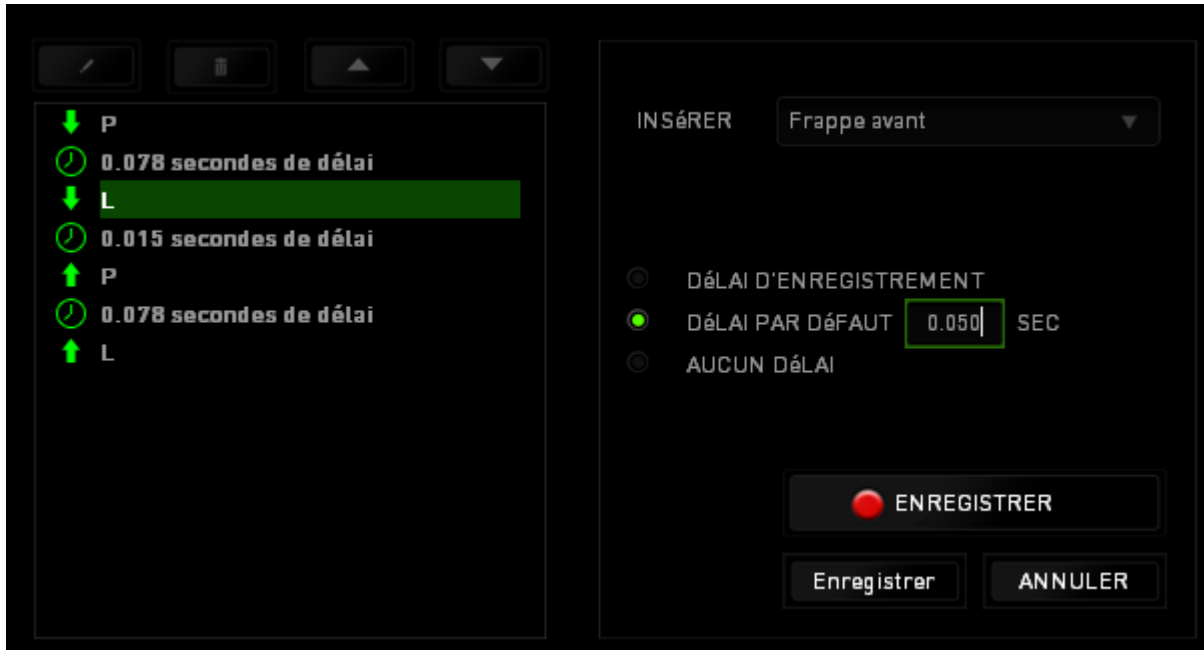 P
0.078 secondes de délai
L
0.015 secondes de délai
P
0.078 secondes de délai
L
INSéRER Frappe avant
DéLAI D'ENREGISTREMENT
DéLAI PAR DéFAUT 0.050 SEC
AUCUN DéLAI
ENREGISTRER
Enregistrer ANNULER